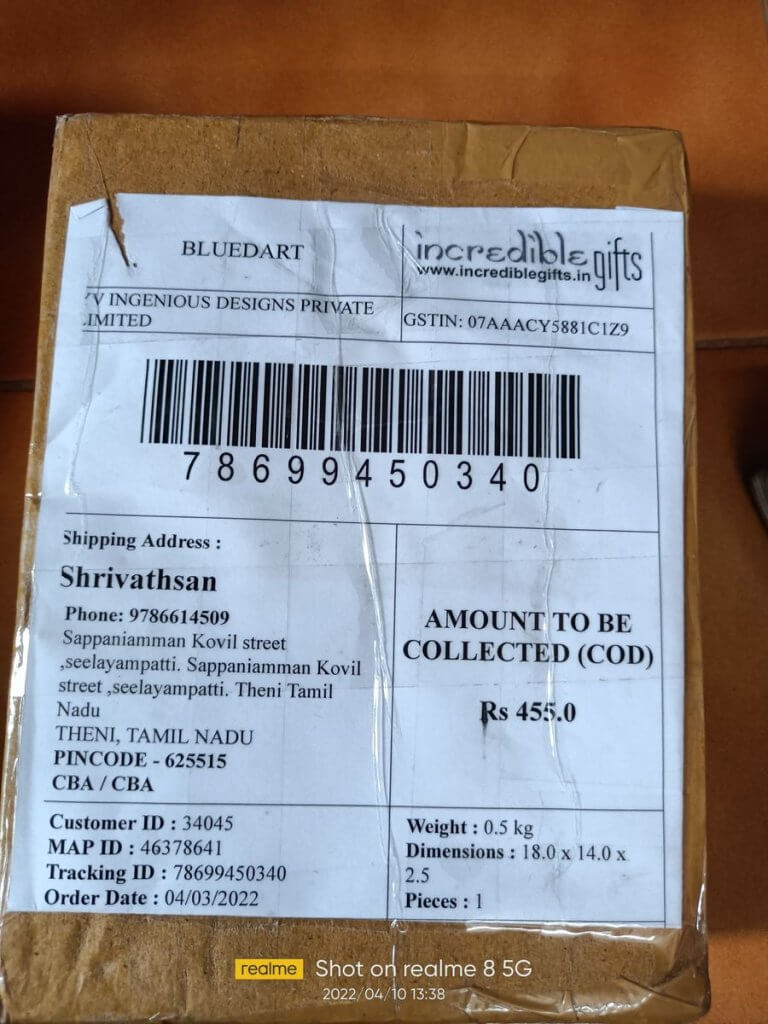 BLUEDART
incredible gifts
www.incrediblegifts.in
INGENIOUS DESIGNS PRIVATE
LIMITED
GSTIN: 07AAACY5881C1Z9
78699450340
Shipping Address :
Shrivathsan
Phone: 9786614509
Sappaniamman Kovil street
,seelayampatti. Sappaniamman Kovil
street ,seelayampatti. Theni Tamil
Nadu
THENI, TAMIL NADU
PINCODE - 625515
CBA / CBA
AMOUNT TO BE
COLLECTED (COD)
Rs 455.0
Customer ID : 34045
MAP ID : 46378641
Tracking ID : 78699450340
Order Date : 04/03/2022
Weight : 0.5 kg
Dimensions : 18.0 x 14.0 x
2.5
Pieces : 1
realme Shot on realme 8 5G
2022/04/10 13:38